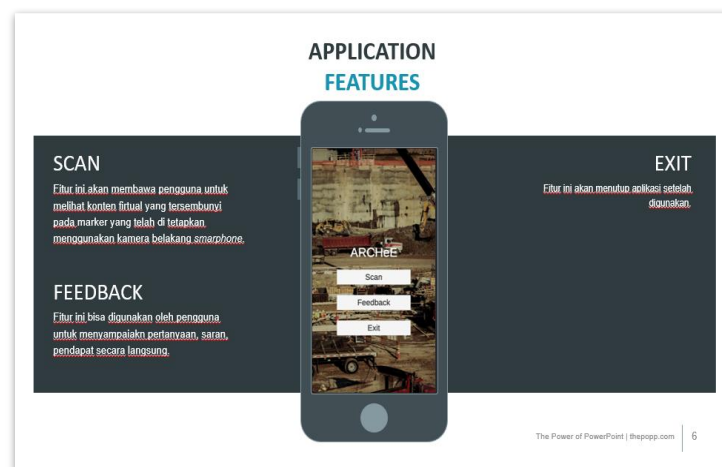 APPLICATION
FEATURES
SCAN
Fitur ini akan membawa pengguna untuk
melihat konten firtual yang tersembunyi
pada marker yang telah di tetapkan
menggunakan kamera belakang smarphone.
FEEDBACK
Fitur ini bisa digunakan oleh pengguna
untuk menyampaiakn pertanyaan, saran,
pendapat secara langsung.
ARCHeE
Scan
Feedback
Exit
EXIT
Fitur ini akan menutup aplikasi setelah
digunakan.
The Power of PowerPoint | thepopp.com
6